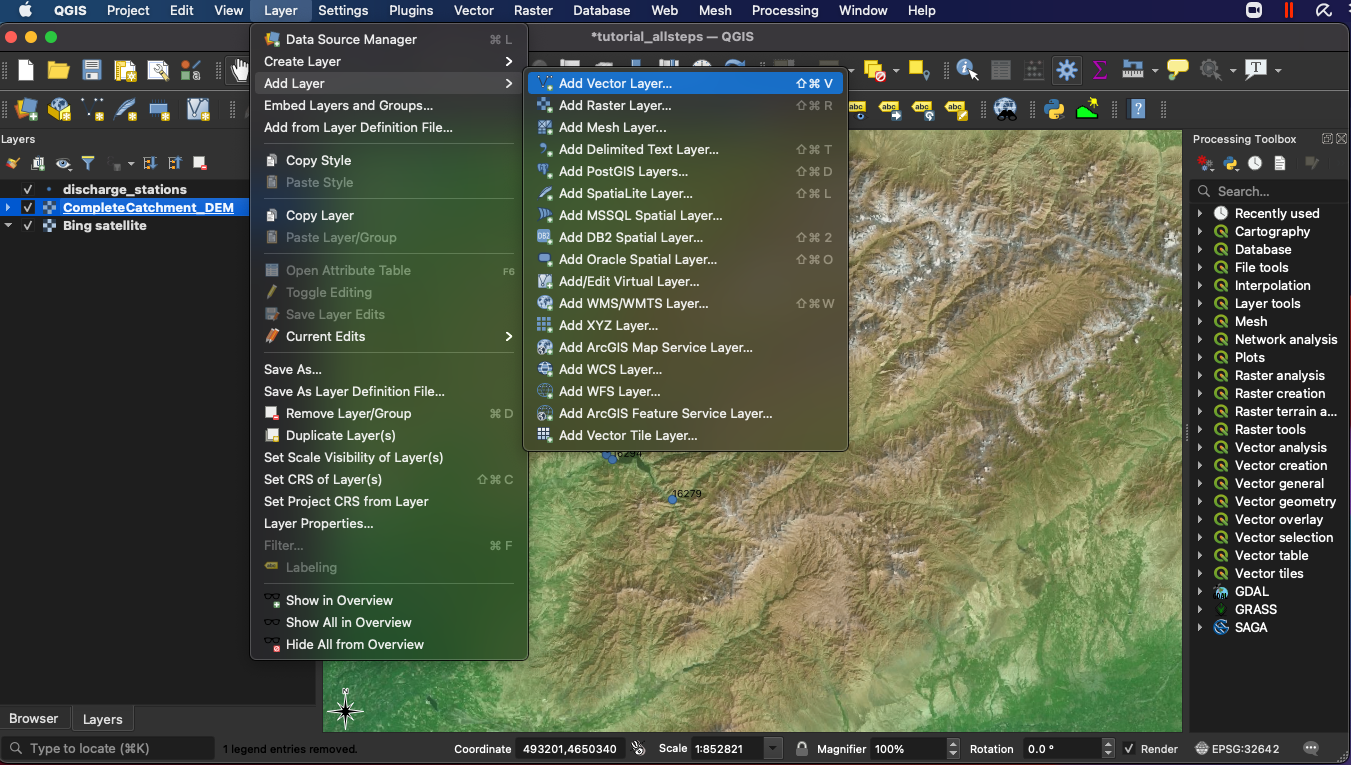 QGIS Project Edit View Layer Settings Plugins Vector Raster Database Web Mesh Processing Window Help
*tutorial_allsteps — QGIS
Data Source Manager ⌘ L
Create Layer
Add Layer
Embed Layers and Groups...
Add from Layer Definition File...
Copy Style
Paste Style
Copy Layer
Paste Layer/Group
Open Attribute Table F6
Toggle Editing
Save Layer Edits
Current Edits
Save As...
Save As Layer Definition File...
Remove Layer/Group ⌘ D
Duplicate Layer(s)
Set Scale Visibility of Layer(s)
Set CRS of Layer(s) ⇧⌘ C
Set Project CRS from Layer
Layer Properties...
Filter... ⌘ F
Labeling
Show in Overview
Show All in Overview
Hide All from Overview
Add Vector Layer... ⇧⌘ V
Add Raster Layer... ⇧⌘ R
Add Mesh Layer...
Add Delimited Text Layer... ⇧⌘ T
Add PostGIS Layers... ⇧⌘ D
Add SpatiaLite Layer... ⇧⌘ L
Add MSSQL Spatial Layer...
DB2 Add DB2 Spatial Layer... ⇧⌘ 2
Add Oracle Spatial Layer... ⇧⌘ O
Add/Edit Virtual Layer...
Add WMS/WMTS Layer... ⇧⌘ W
Add XYZ Layer...
Add ArcGIS Map Service Layer...
Add WCS Layer...
Add WFS Layer...
Add ArcGIS Feature Service Layer...
Add Vector Tile Layer...
T
abc abc abc abc
?
Layers
discharge_stations
CompleteCatchment_DEM
Bing satellite
16294
16279
N
Processing Toolbox
Search...
Recently used
Cartography
Database
File tools
Interpolation
Layer tools
Mesh
Network analysis
Plots
Raster analysis
Raster creation
Raster terrain a...
Raster tools
Vector analysis
Vector creation
Vector general
Vector geometry
Vector overlay
Vector selection
Vector table
Vector tiles
GDAL
GRASS
SAGA
Browser Layers
Type to locate (⌘K) 1 legend entries removed. Coordinate 493201,4650340 Scale 1:852821 Magnifier 100% Rotation 0.0 ° Render EPSG:32642